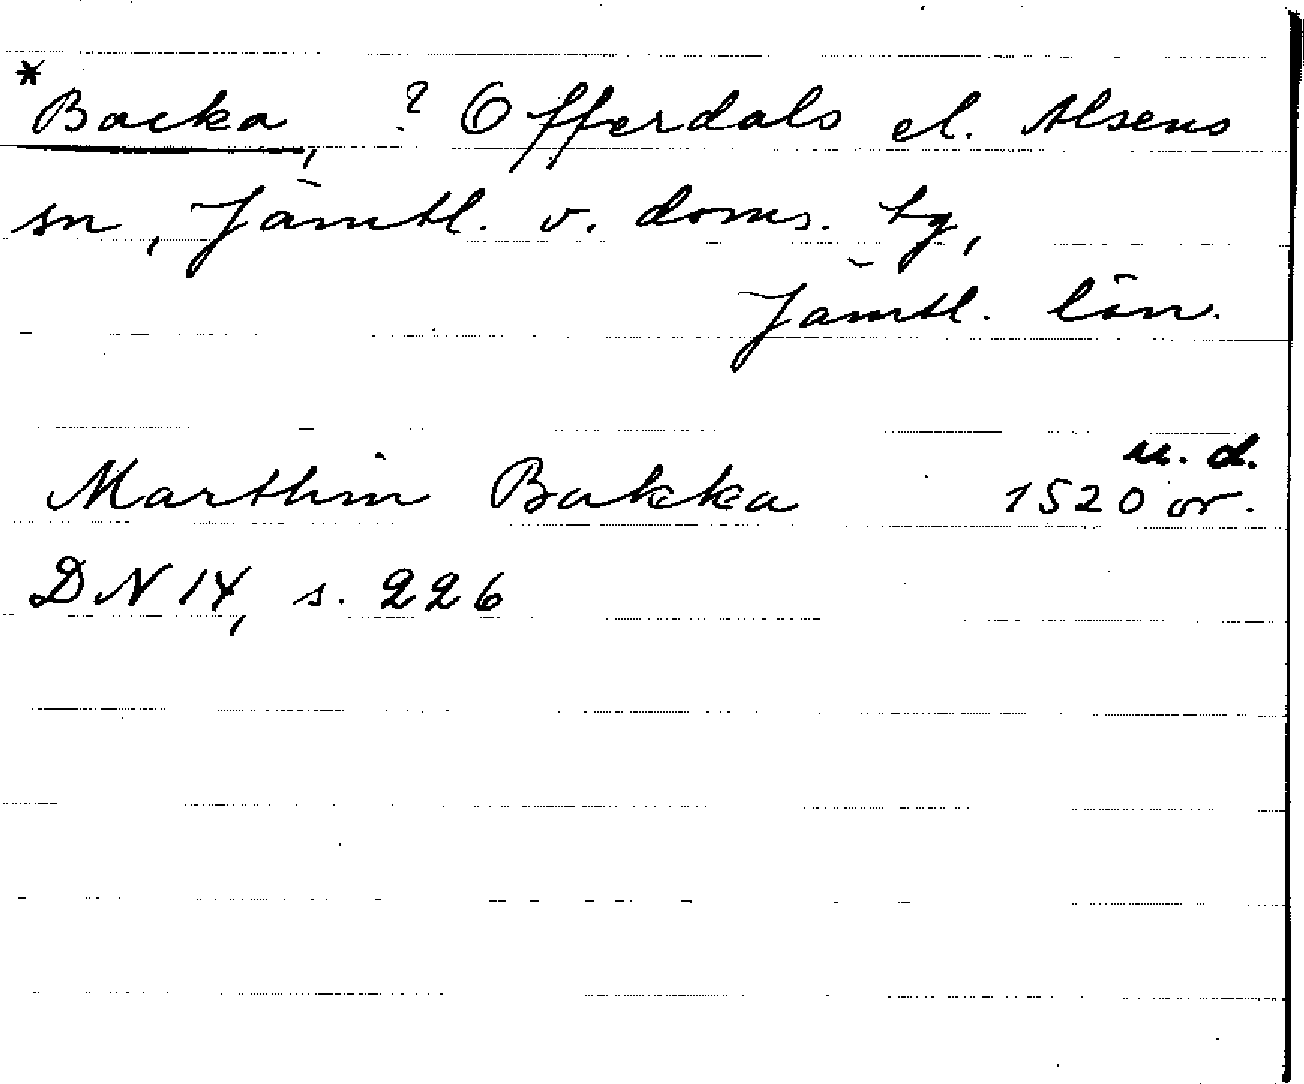 *Backa, ? Offerdals el. Alsens
sn, Jämtl. v. doms. tg,
Jämtl. län.
u. d.
Marthin Bakka 1520 or.
DN 14, s. 226